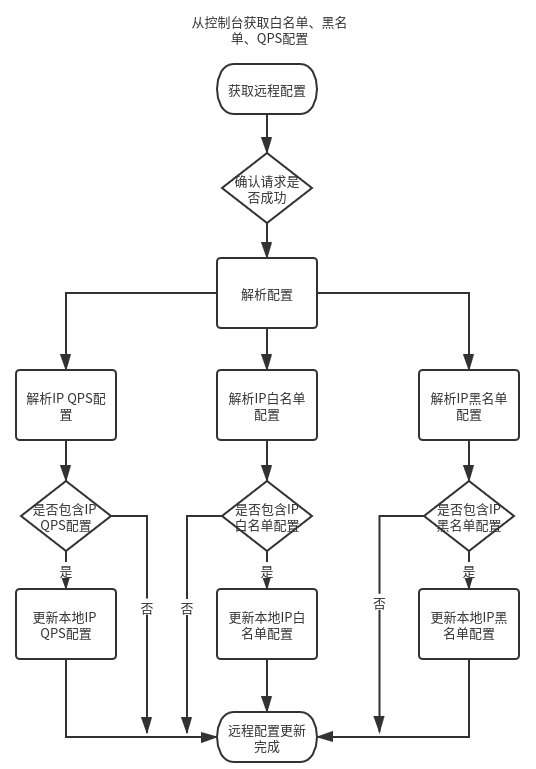 从控制台获取白名单、黑名
单、QPS配置
获取远程配置
确认请求是
否成功
解析配置
解析IP QPS配
置
解析IP白名单
配置
解析IP黑名单
配置
是否包含IP
QPS配置
是否包含IP
白名单配置
是否包含IP
黑名单配置
是
是
是
否
否
否
更新本地IP
QPS配置
更新本地IP白
名单配置
更新本地IP黑
名单配置
远程配置更新
完成